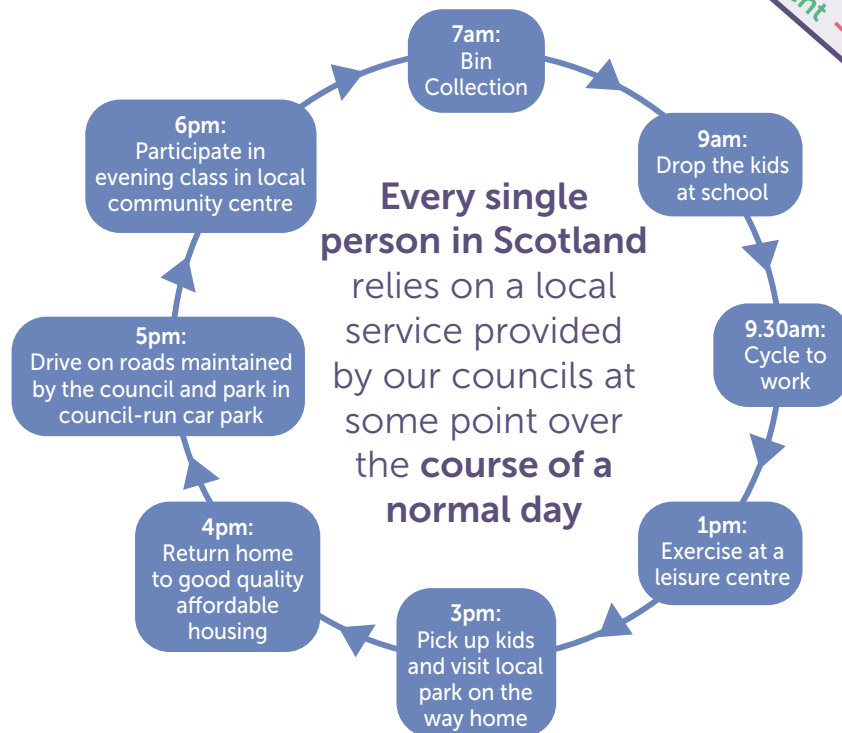 7am:
Bin
Collection
9am:
Drop the kids
at school
9.30am:
Cycle to
work
1pm:
Exercise at a
leisure centre
3pm:
Pick up kids
and visit local
park on the
way home
4pm:
Return home
to good quality
affordable
housing
5pm:
Drive on roads maintained
by the council and park in
council-run car park
6pm:
Participate in
evening class in local
community centre
Every single
person in Scotland
relies on a local
service provided
by our councils at
some point over
the course of a
normal day